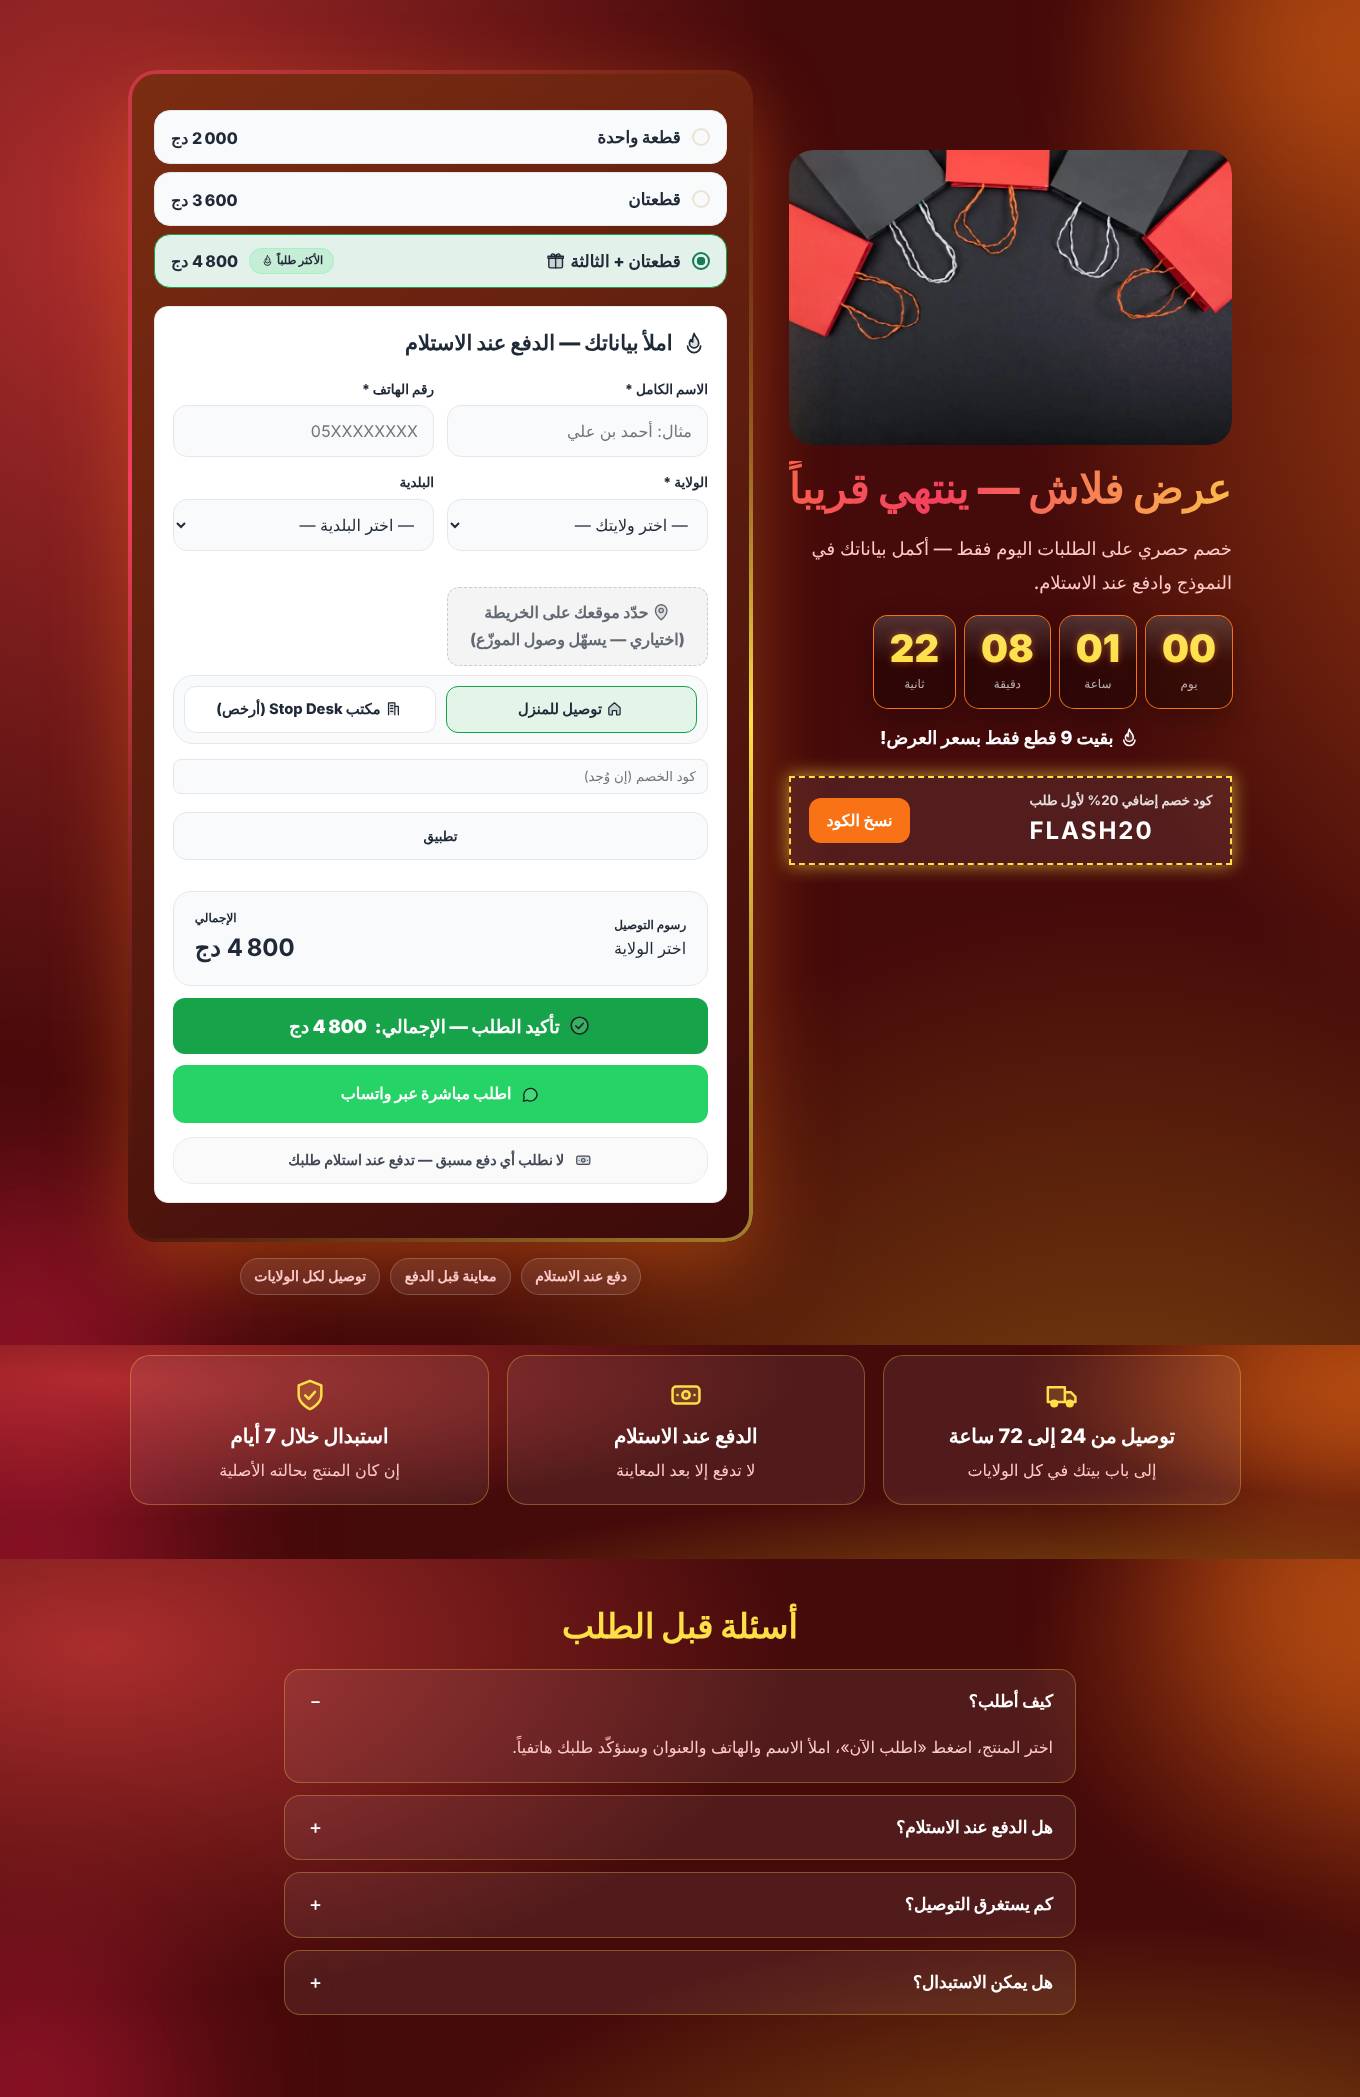 عرض فلاش — ينتهي قريباً
خصم حصري على الطلبات اليوم فقط — أكمل بياناتك في
النموذج وادفع عند الاستلام.
00 01 08 22
يوم ساعة دقيقة ثانية
بقيت 9 قطع فقط بسعر العرض!
كود خصم إضافي 20% لأول طلب
FLASH20
نسخ الكود
قطعة واحدة 2 000 دج
قطعتان 3 600 دج
قطعتان + الثالثة الأكثر طلباً 4 800 دج
املأ بياناتك — الدفع عند الاستلام
الاسم الكامل * رقم الهاتف *
مثال: أحمد بن علي 05XXXXXXXX
الولاية * البلدية
— اختر ولايتك — — اختر البلدية —
حدّد موقعك على الخريطة
(اختياري — يسهّل وصول الموزّع)
توصيل للمنزل مكتب Stop Desk (أرخص)
كود الخصم (إن وُجد)
تطبيق
رسوم التوصيل الإجمالي
اختر الولاية 4 800 دج
تأكيد الطلب — الإجمالي: 4 800 دج
اطلب مباشرة عبر واتساب
لا نطلب أي دفع مسبق — تدفع عند استلام طلبك
دفع عند الاستلام معاينة قبل الدفع توصيل لكل الولايات
توصيل من 24 إلى 72 ساعة
إلى باب بيتك في كل الولايات
الدفع عند الاستلام
لا تدفع إلا بعد المعاينة
استبدال خلال 7 أيام
إن كان المنتج بحالته الأصلية
أسئلة قبل الطلب
كيف أطلب؟ −
اختر المنتج، اضغط «اطلب الآن»، املأ الاسم والهاتف والعنوان وسنؤكّد طلبك هاتفياً.
هل الدفع عند الاستلام؟ +
كم يستغرق التوصيل؟ +
هل يمكن الاستبدال؟ +